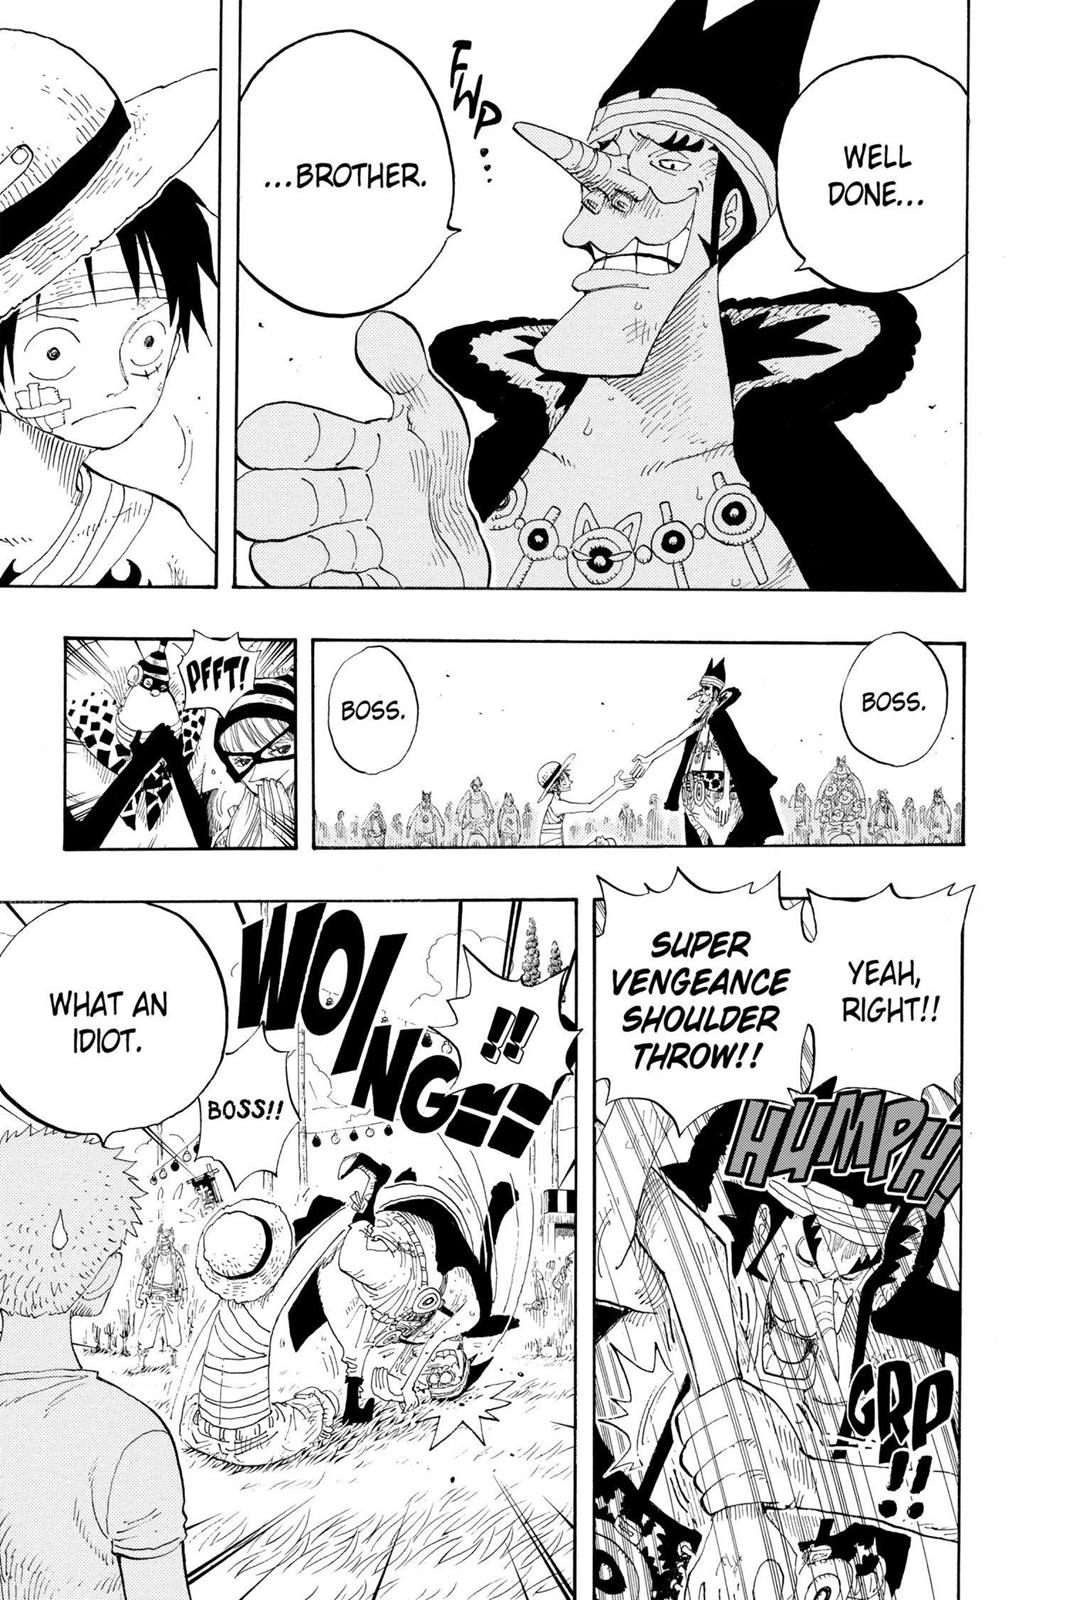 WELL
DONE...
FWP...
...BROTHER.
BOSS.
BOSS.
PFFT!
YEAH,
RIGHT!!
SUPER
VENGEANCE
SHOULDER
THROW!!
HUMPH!
GRP!!
!!
WOING!!
BOSS!!
WHAT AN
IDIOT.